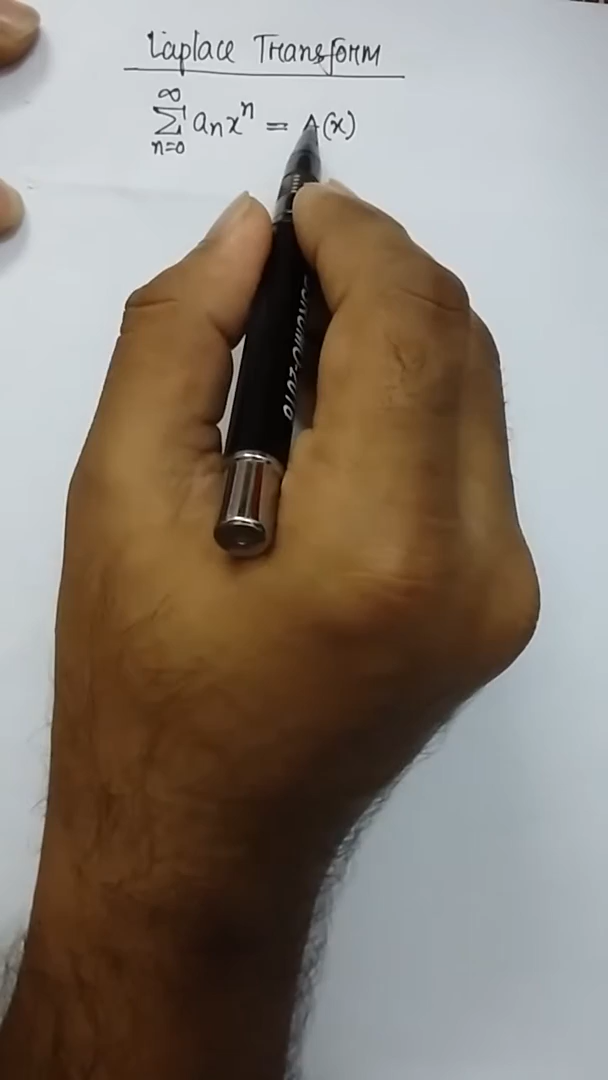 Laplace Transform
∞
∑ aₙxⁿ = A(x)
n=0